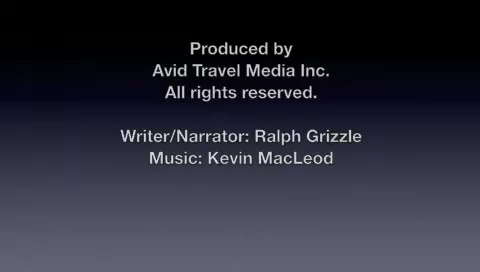 Produced by
Avid Travel Media Inc.
All rights reserved.
Writer/Narrator: Ralph Grizzle
Music: Kevin MacLeod